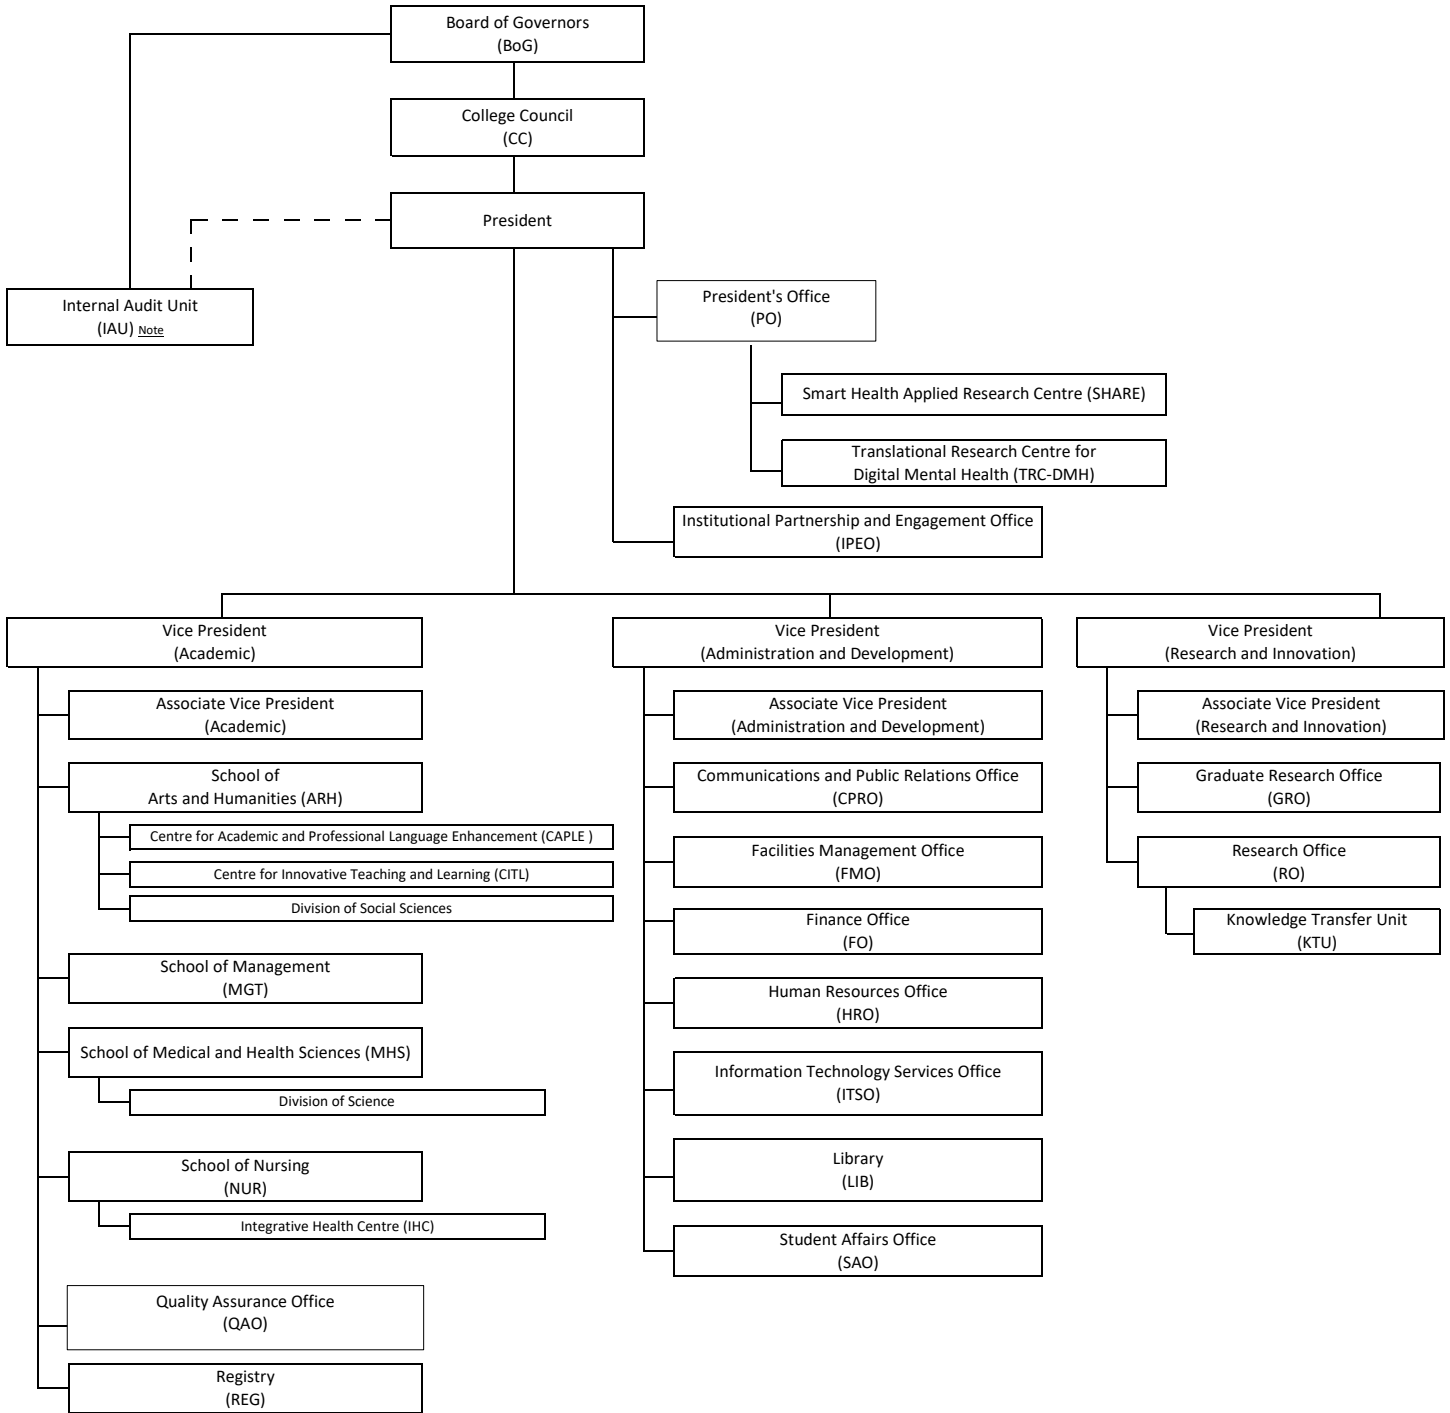 Board of Governors
(BoG)
College Council
(CC)
President
Internal Audit Unit
(IAU) Note
President's Office
(PO)
Smart Health Applied Research Centre (SHARE)
Translational Research Centre for
Digital Mental Health (TRC-DMH)
Institutional Partnership and Engagement Office
(IPEO)
Vice President
(Academic)
Associate Vice President
(Academic)
School of
Arts and Humanities (ARH)
Centre for Academic and Professional Language Enhancement (CAPLE )
Centre for Innovative Teaching and Learning (CITL)
Division of Social Sciences
School of Management
(MGT)
School of Medical and Health Sciences (MHS)
Division of Science
School of Nursing
(NUR)
Integrative Health Centre (IHC)
Quality Assurance Office
(QAO)
Registry
(REG)
Vice President
(Administration and Development)
Associate Vice President
(Administration and Development)
Communications and Public Relations Office
(CPRO)
Facilities Management Office
(FMO)
Finance Office
(FO)
Human Resources Office
(HRO)
Information Technology Services Office
(ITSO)
Library
(LIB)
Student Affairs Office
(SAO)
Vice President
(Research and Innovation)
Associate Vice President
(Research and Innovation)
Graduate Research Office
(GRO)
Research Office
(RO)
Knowledge Transfer Unit
(KTU)